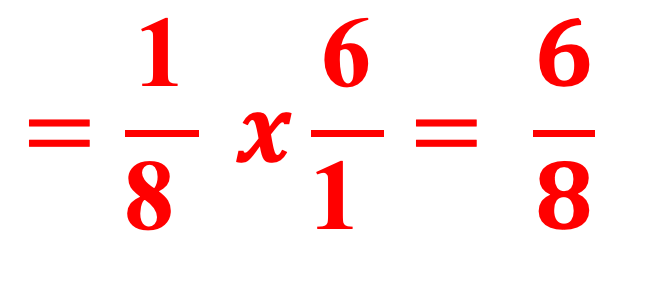 = 1/8 x 6/1 = 6/8